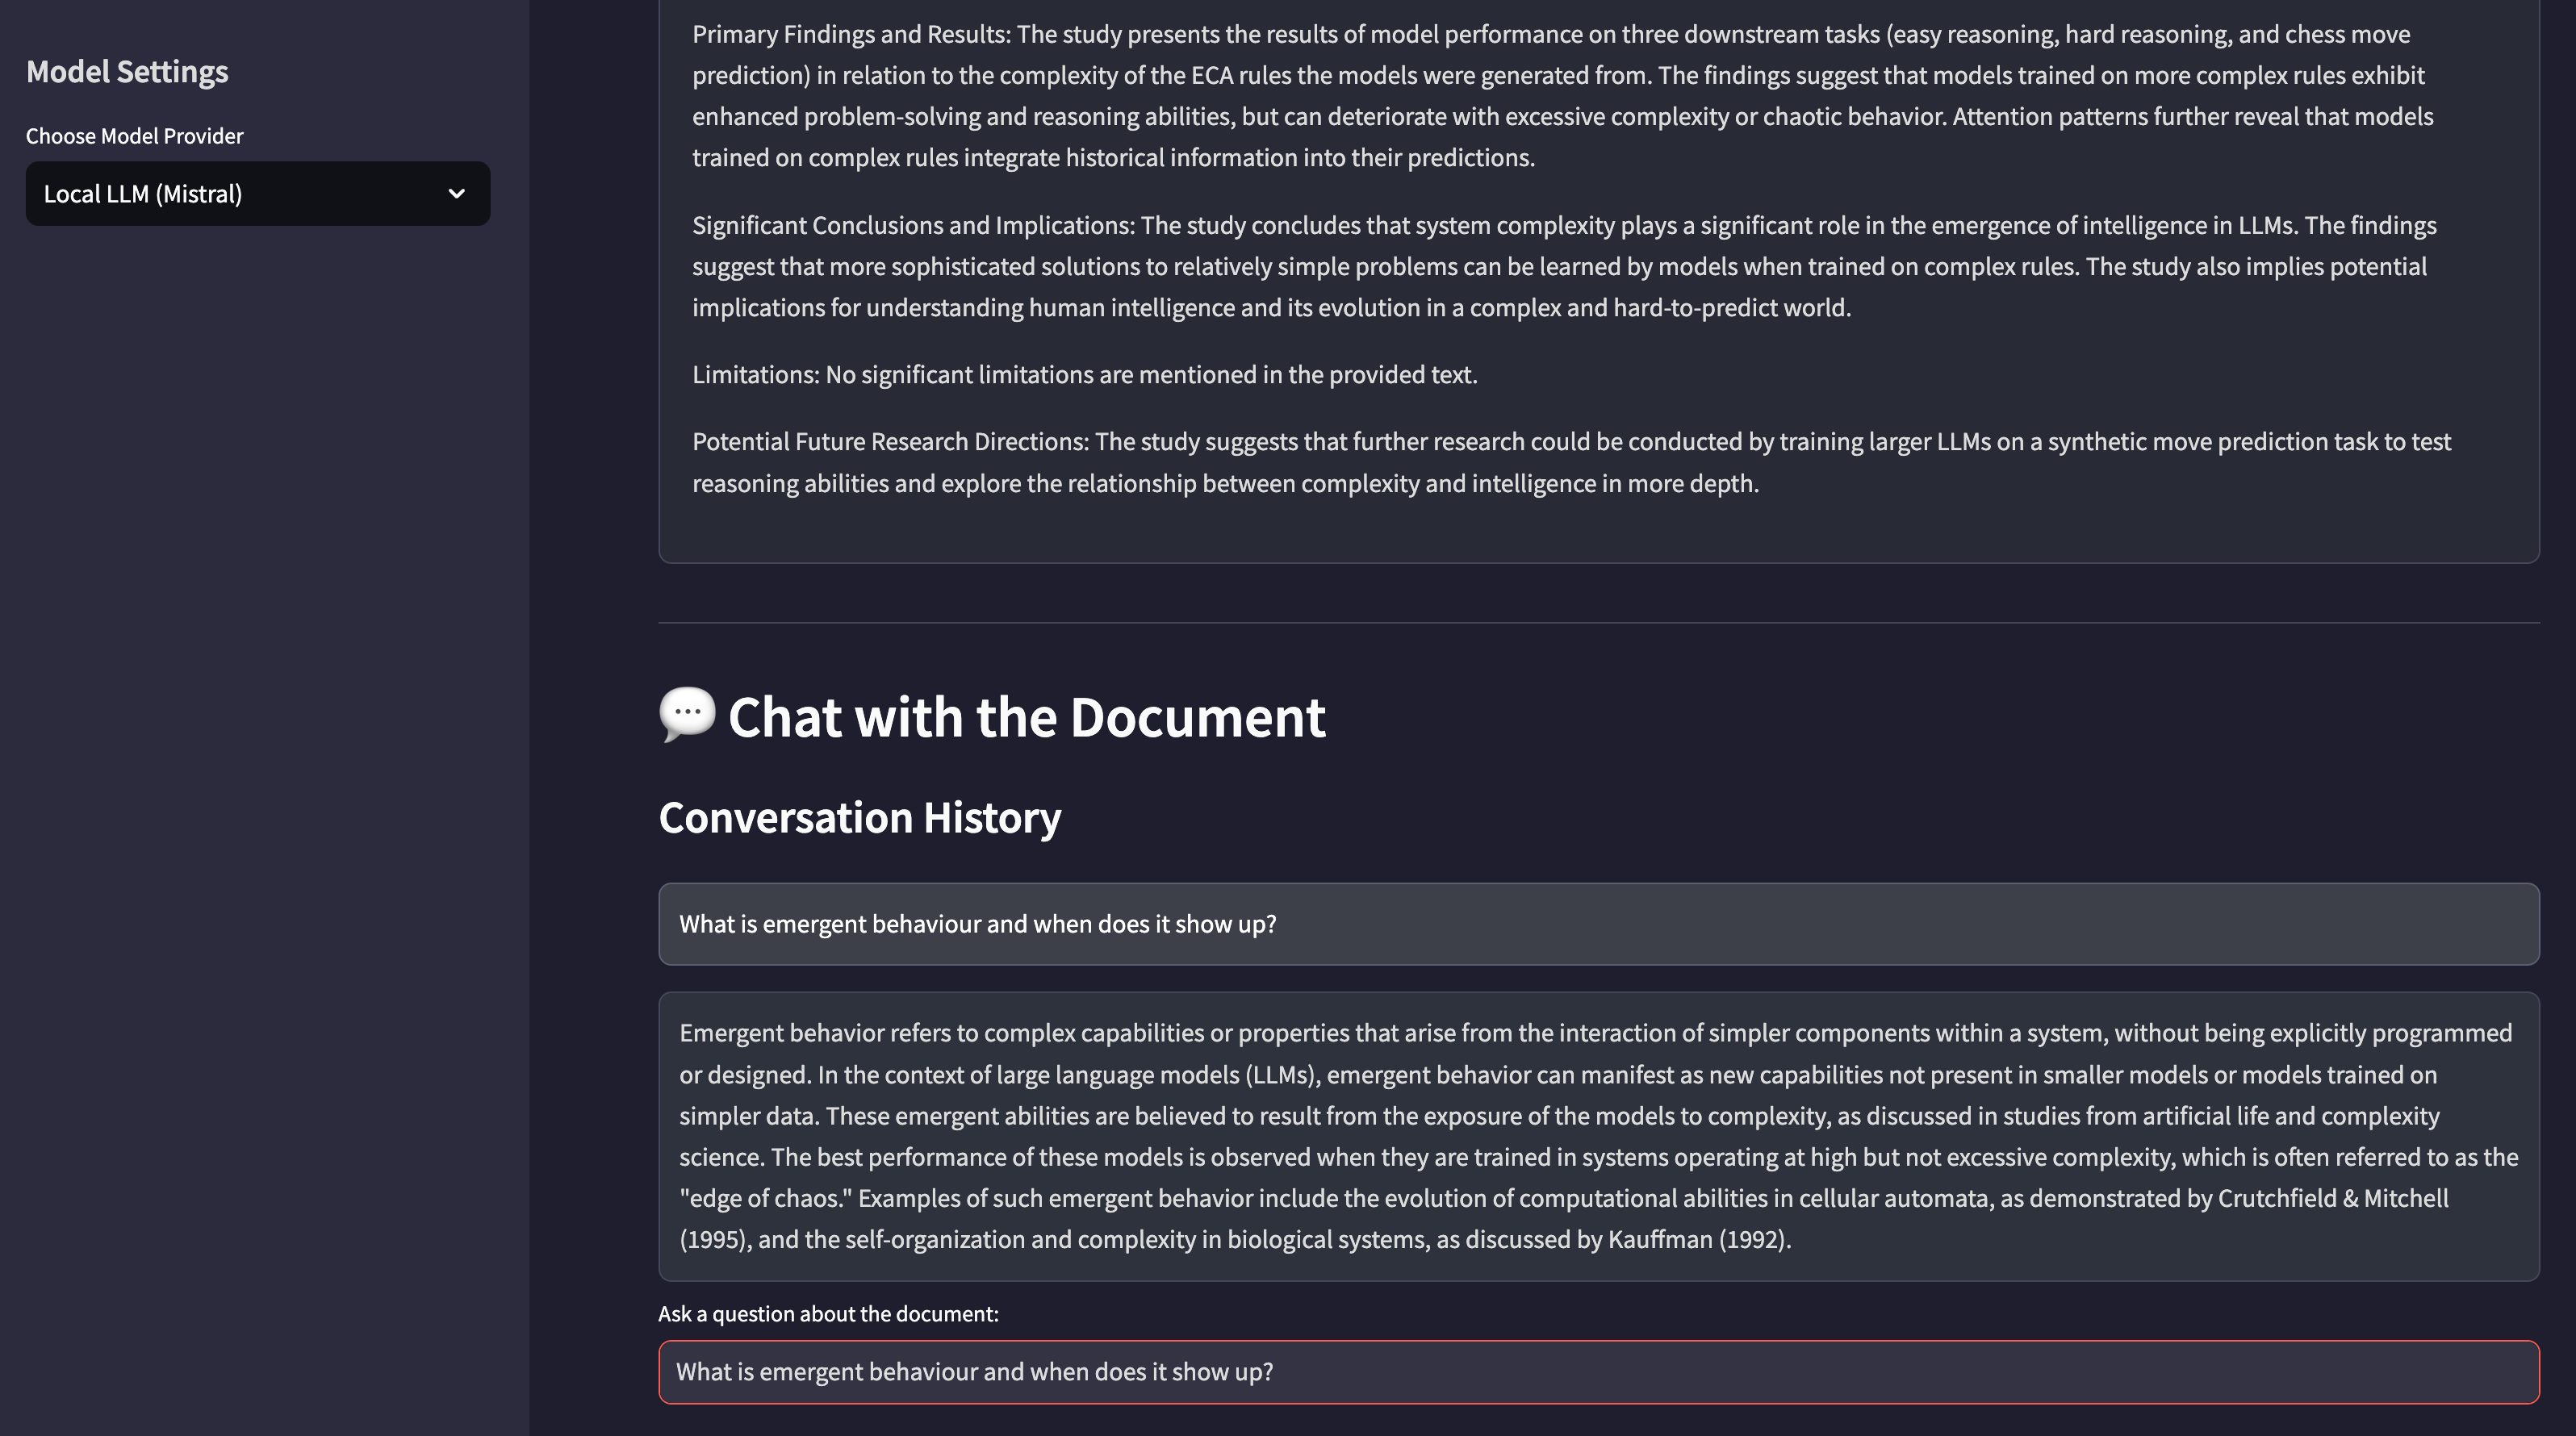 Model Settings
Choose Model Provider
Local LLM (Mistral)
Primary Findings and Results: The study presents the results of model performance on three downstream tasks (easy reasoning, hard reasoning, and chess move
prediction) in relation to the complexity of the ECA rules the models were generated from. The findings suggest that models trained on more complex rules exhibit
enhanced problem-solving and reasoning abilities, but can deteriorate with excessive complexity or chaotic behavior. Attention patterns further reveal that models
trained on complex rules integrate historical information into their predictions.
Significant Conclusions and Implications: The study concludes that system complexity plays a significant role in the emergence of intelligence in LLMs. The findings
suggest that more sophisticated solutions to relatively simple problems can be learned by models when trained on complex rules. The study also implies potential
implications for understanding human intelligence and its evolution in a complex and hard-to-predict world.
Limitations: No significant limitations are mentioned in the provided text.
Potential Future Research Directions: The study suggests that further research could be conducted by training larger LLMs on a synthetic move prediction task to test
reasoning abilities and explore the relationship between complexity and intelligence in more depth.
💬 Chat with the Document
Conversation History
What is emergent behaviour and when does it show up?
Emergent behavior refers to complex capabilities or properties that arise from the interaction of simpler components within a system, without being explicitly programmed
or designed. In the context of large language models (LLMs), emergent behavior can manifest as new capabilities not present in smaller models or models trained on
simpler data. These emergent abilities are believed to result from the exposure of the models to complexity, as discussed in studies from artificial life and complexity
science. The best performance of these models is observed when they are trained in systems operating at high but not excessive complexity, which is often referred to as the
"edge of chaos." Examples of such emergent behavior include the evolution of computational abilities in cellular automata, as demonstrated by Crutchfield & Mitchell
(1995), and the self-organization and complexity in biological systems, as discussed by Kauffman (1992).
Ask a question about the document:
What is emergent behaviour and when does it show up?